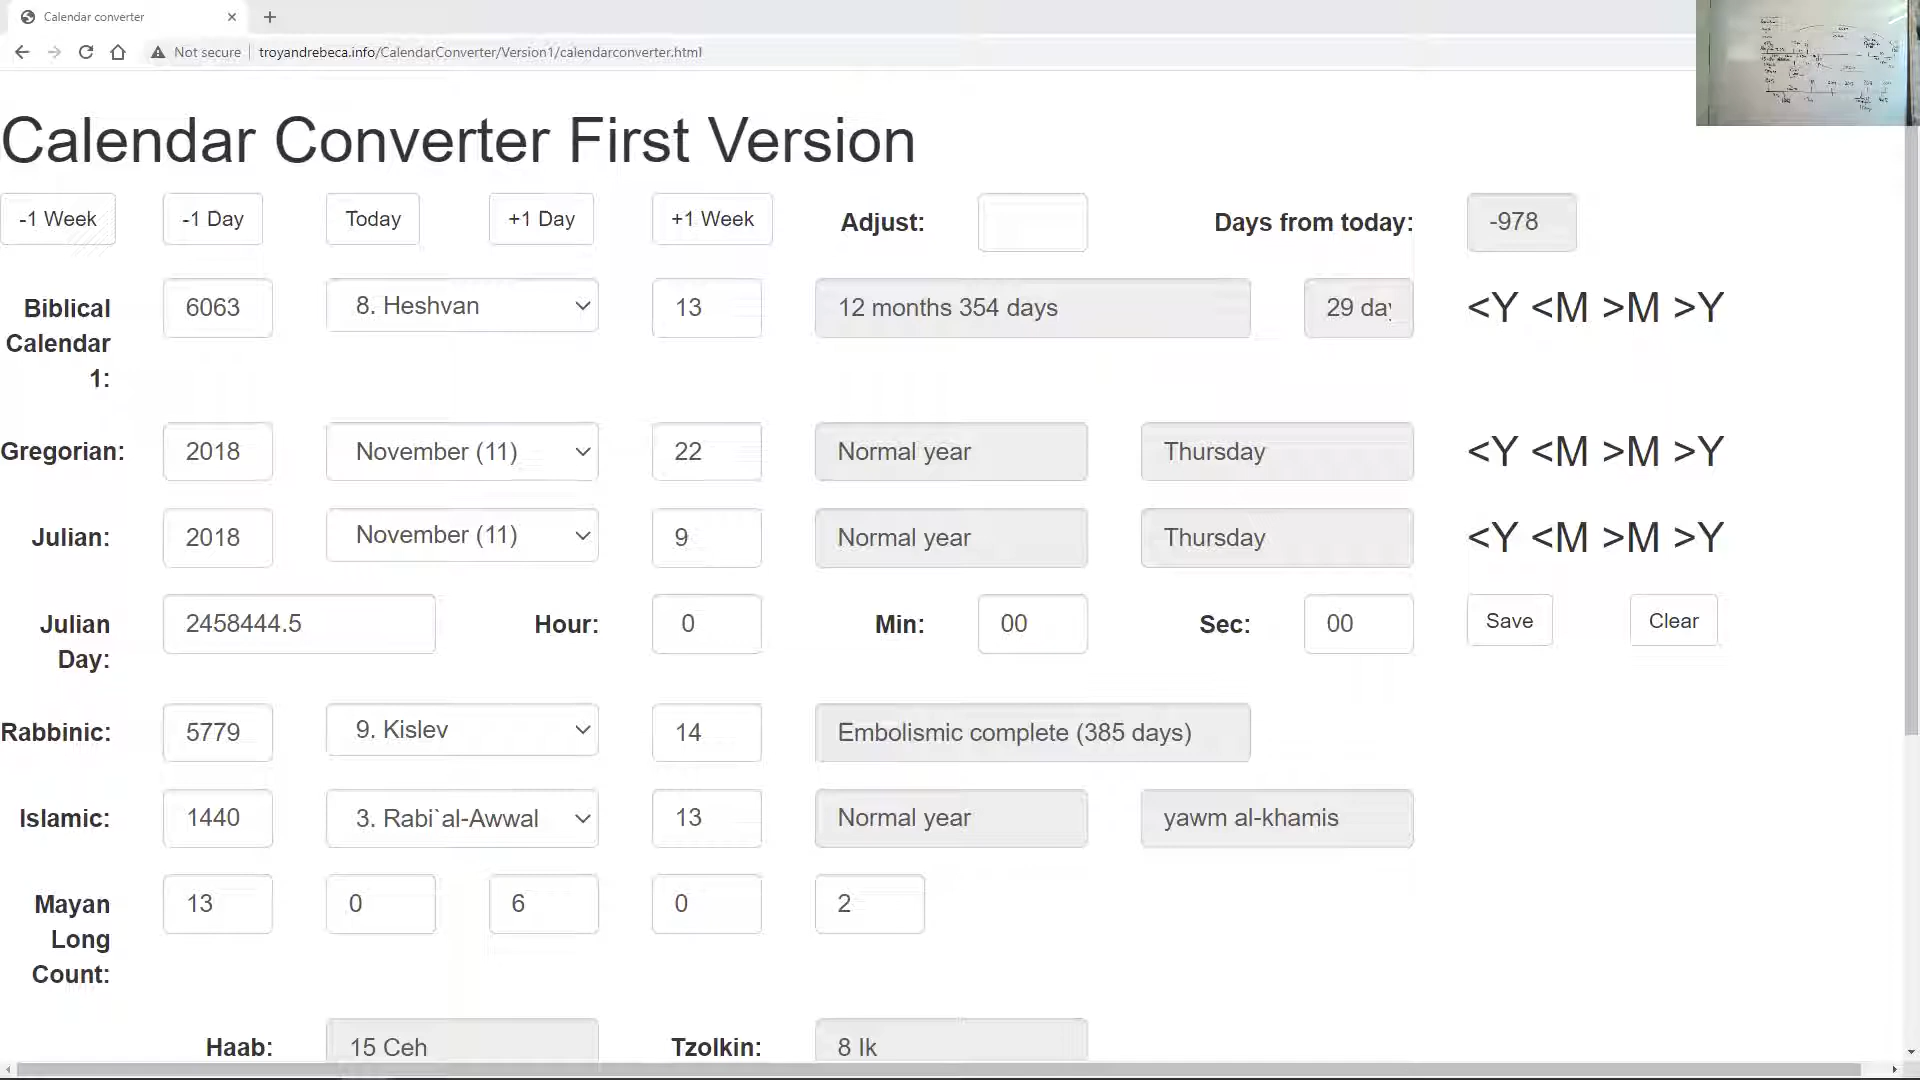 Calendar converter
Not secure troyandrebeca.info/CalendarConverter/Version1/calendarconverter.html
Calendar Converter First Version
-1 Week -1 Day Today +1 Day +1 Week Adjust: Days from today: -978
Biblical Calendar 1: 6063 8. Heshvan 13 12 months 354 days 29 day <Y <M >M >Y
Gregorian: 2018 November (11) 22 Normal year Thursday <Y <M >M >Y
Julian: 2018 November (11) 9 Normal year Thursday <Y <M >M >Y
Julian Day: 2458444.5 Hour: 0 Min: 00 Sec: 00 Save Clear
Rabbinic: 5779 9. Kislev 14 Embolismic complete (385 days)
Islamic: 1440 3. Rabi`al-Awwal 13 Normal year yawm al-khamis
Mayan Long Count: 13 0 6 0 2
Haab: 15 Ceh Tzolkin: 8 Ik